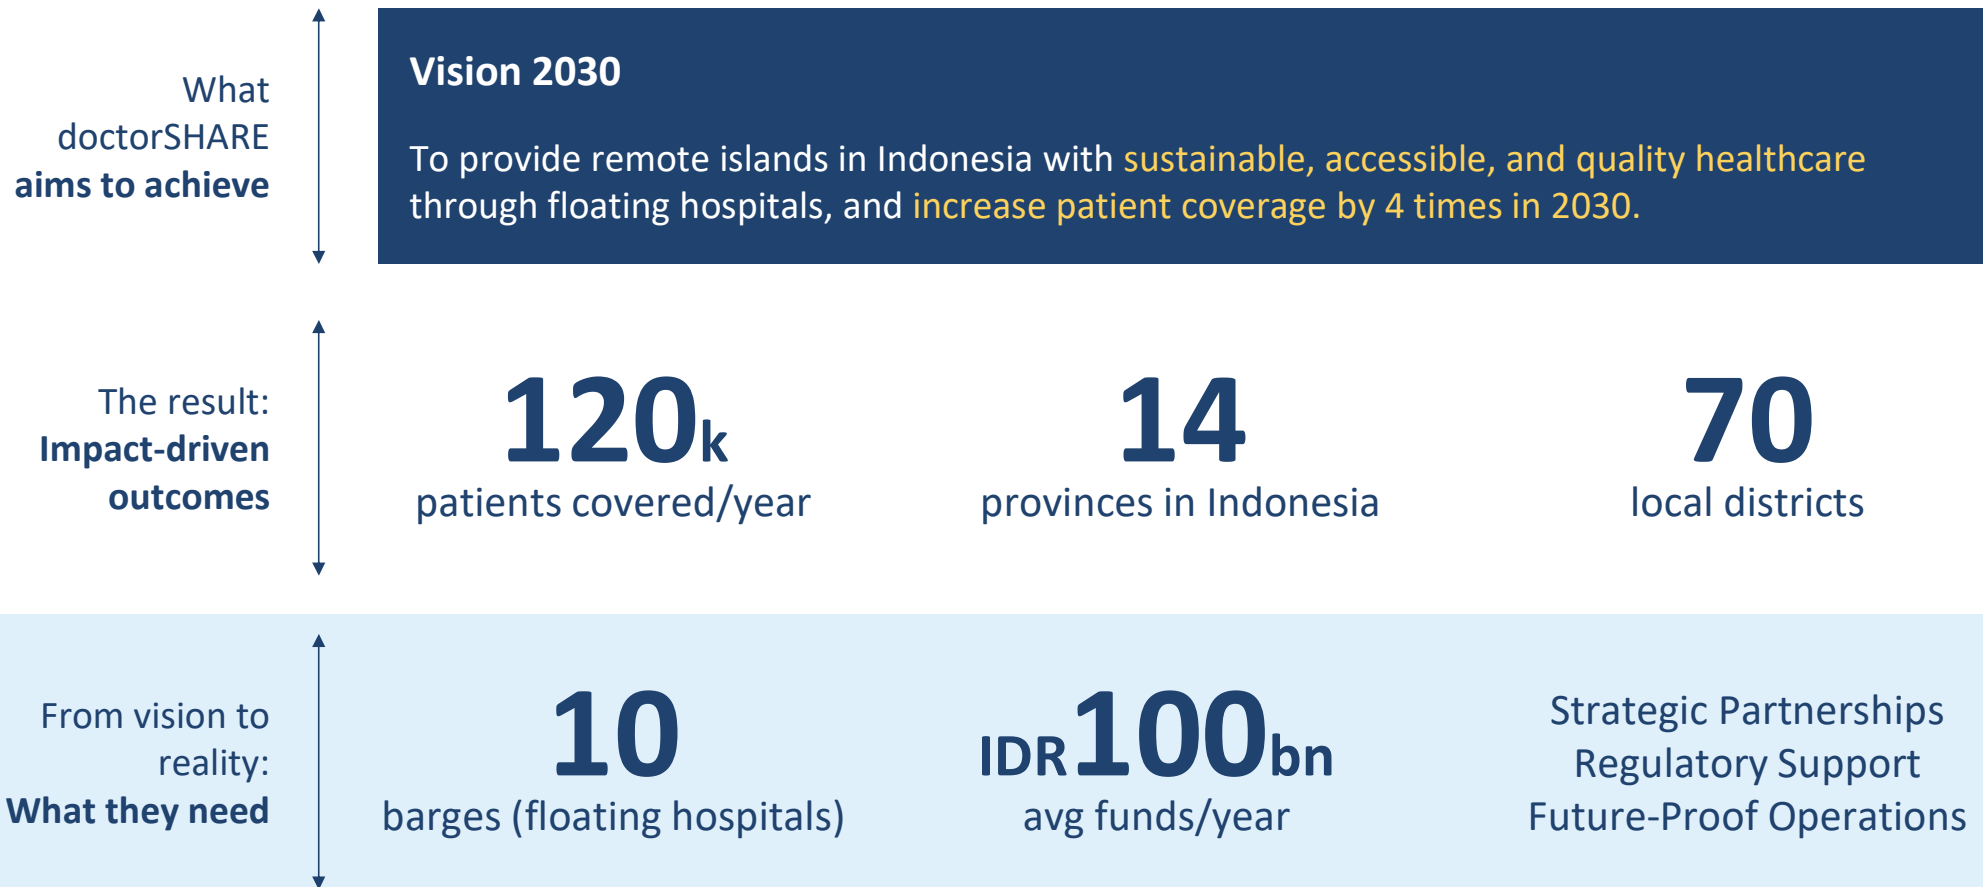 What
doctorSHARE
aims to achieve
Vision 2030
To provide remote islands in Indonesia with sustainable, accessible, and quality healthcare
through floating hospitals, and increase patient coverage by 4 times in 2030.
The result:
Impact-driven
outcomes
120k
patients covered/year
14
provinces in Indonesia
70
local districts
From vision to
reality:
What they need
10
barges (floating hospitals)
IDR100bn
avg funds/year
Strategic Partnerships
Regulatory Support
Future-Proof Operations